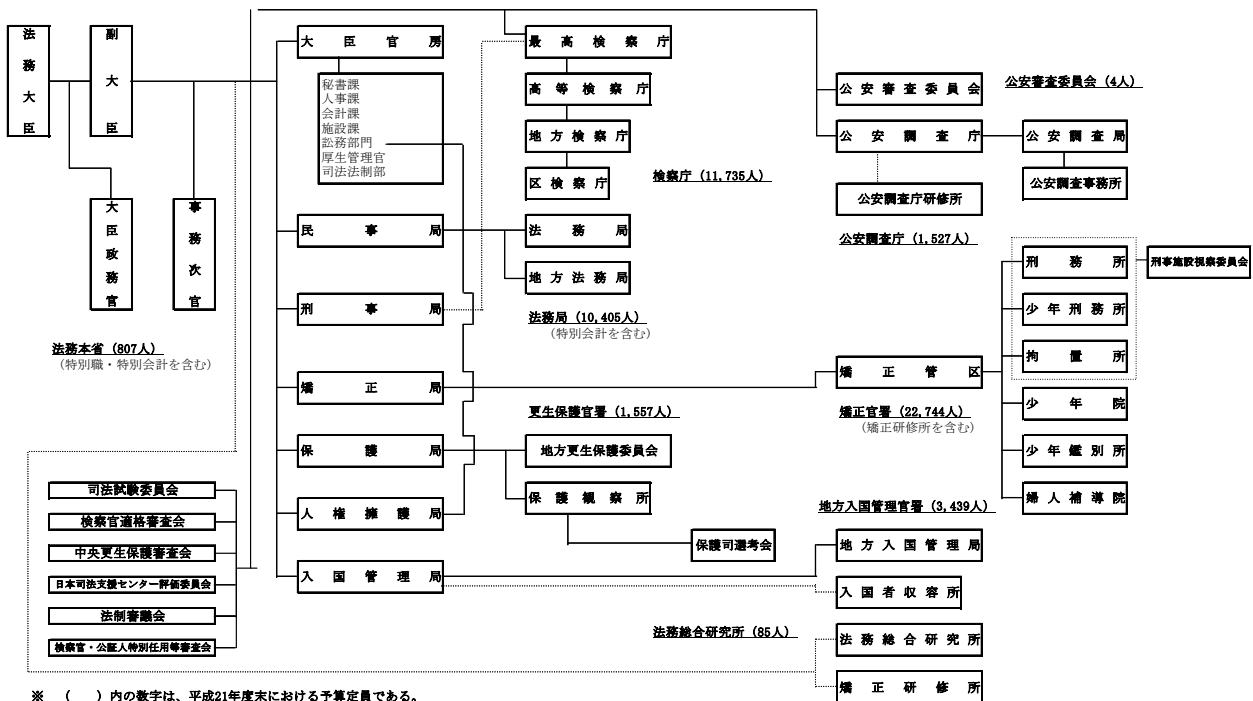 法務大臣
副大臣
大臣政務官
事務次官
法務本省（807人）
（特別職・特別会計を含む）
司法試験委員会
検察官適格審査会
中央更生保護審査会
日本司法支援センター評価委員会
法制審議会
検察官・公証人特別任用等審査会
大臣官房
秘書課
人事課
会計課
施設課
訟務部門
厚生管理官
司法法制部
民事局
刑事局
矯正局
保護局
人権擁護局
入国管理局
最高検察庁
高等検察庁
地方検察庁
区検察庁
検察庁（11,735人）
法務局
地方法務局
法務局（10,405人）
（特別会計を含む）
更生保護官署（1,557人）
地方更生保護委員会
保護観察所
保護司選考会
公安審査委員会
公安審査委員会（4人）
公安調査庁
公安調査局
公安調査庁研修所
公安調査事務所
公安調査庁（1,527人）
矯正管区
矯正官署（22,744人）
（矯正研修所を含む）
刑務所
刑事施設視察委員会
少年刑務所
拘置所
少年院
少年鑑別所
婦人補導院
地方入国管理官署（3,439人）
地方入国管理局
入国者収容所
法務総合研究所（85人）
法務総合研究所
矯正研修所
※　（　　）内の数字は、平成21年度末における予算定員である。